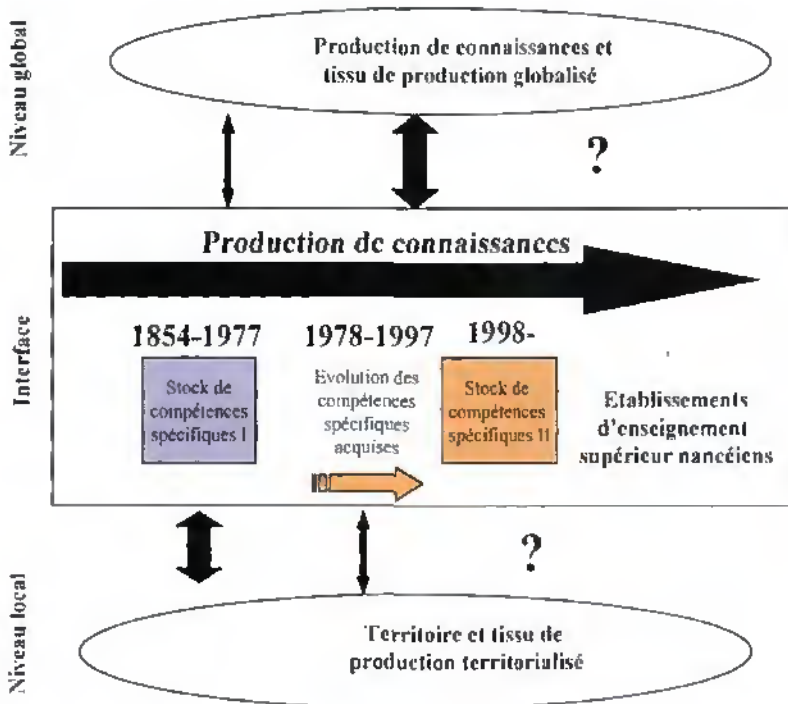 Niveau global
Production de connaissances et
tissu de production globalisé
?
Interface
Production de connaissances
1854-1977
1978-1997
1998-
Stock de
compétences
spécifiques I
Evolution des
compétences
spécifiques
acquises
Stock de
compétences
spécifiques II
Etablissements
d'enseignement
supérieur nancéiens
Niveau local
?
Territoire et tissu de
production territorialisé